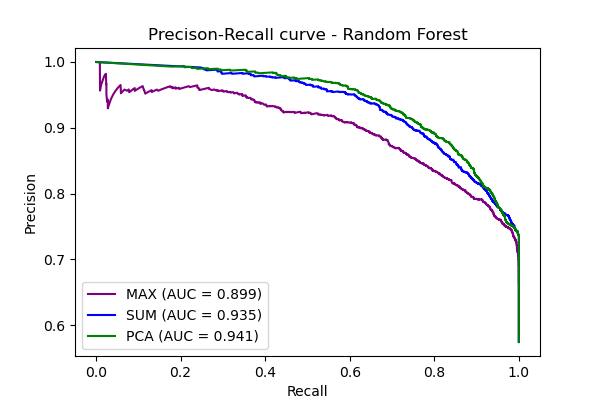 Precison-Recall curve - Random Forest
1.0
0.9
0.8
0.7
0.6
Precision
MAX (AUC = 0.899)
SUM (AUC = 0.935)
PCA (AUC = 0.941)
0.0 0.2 0.4 0.6 0.8 1.0
Recall